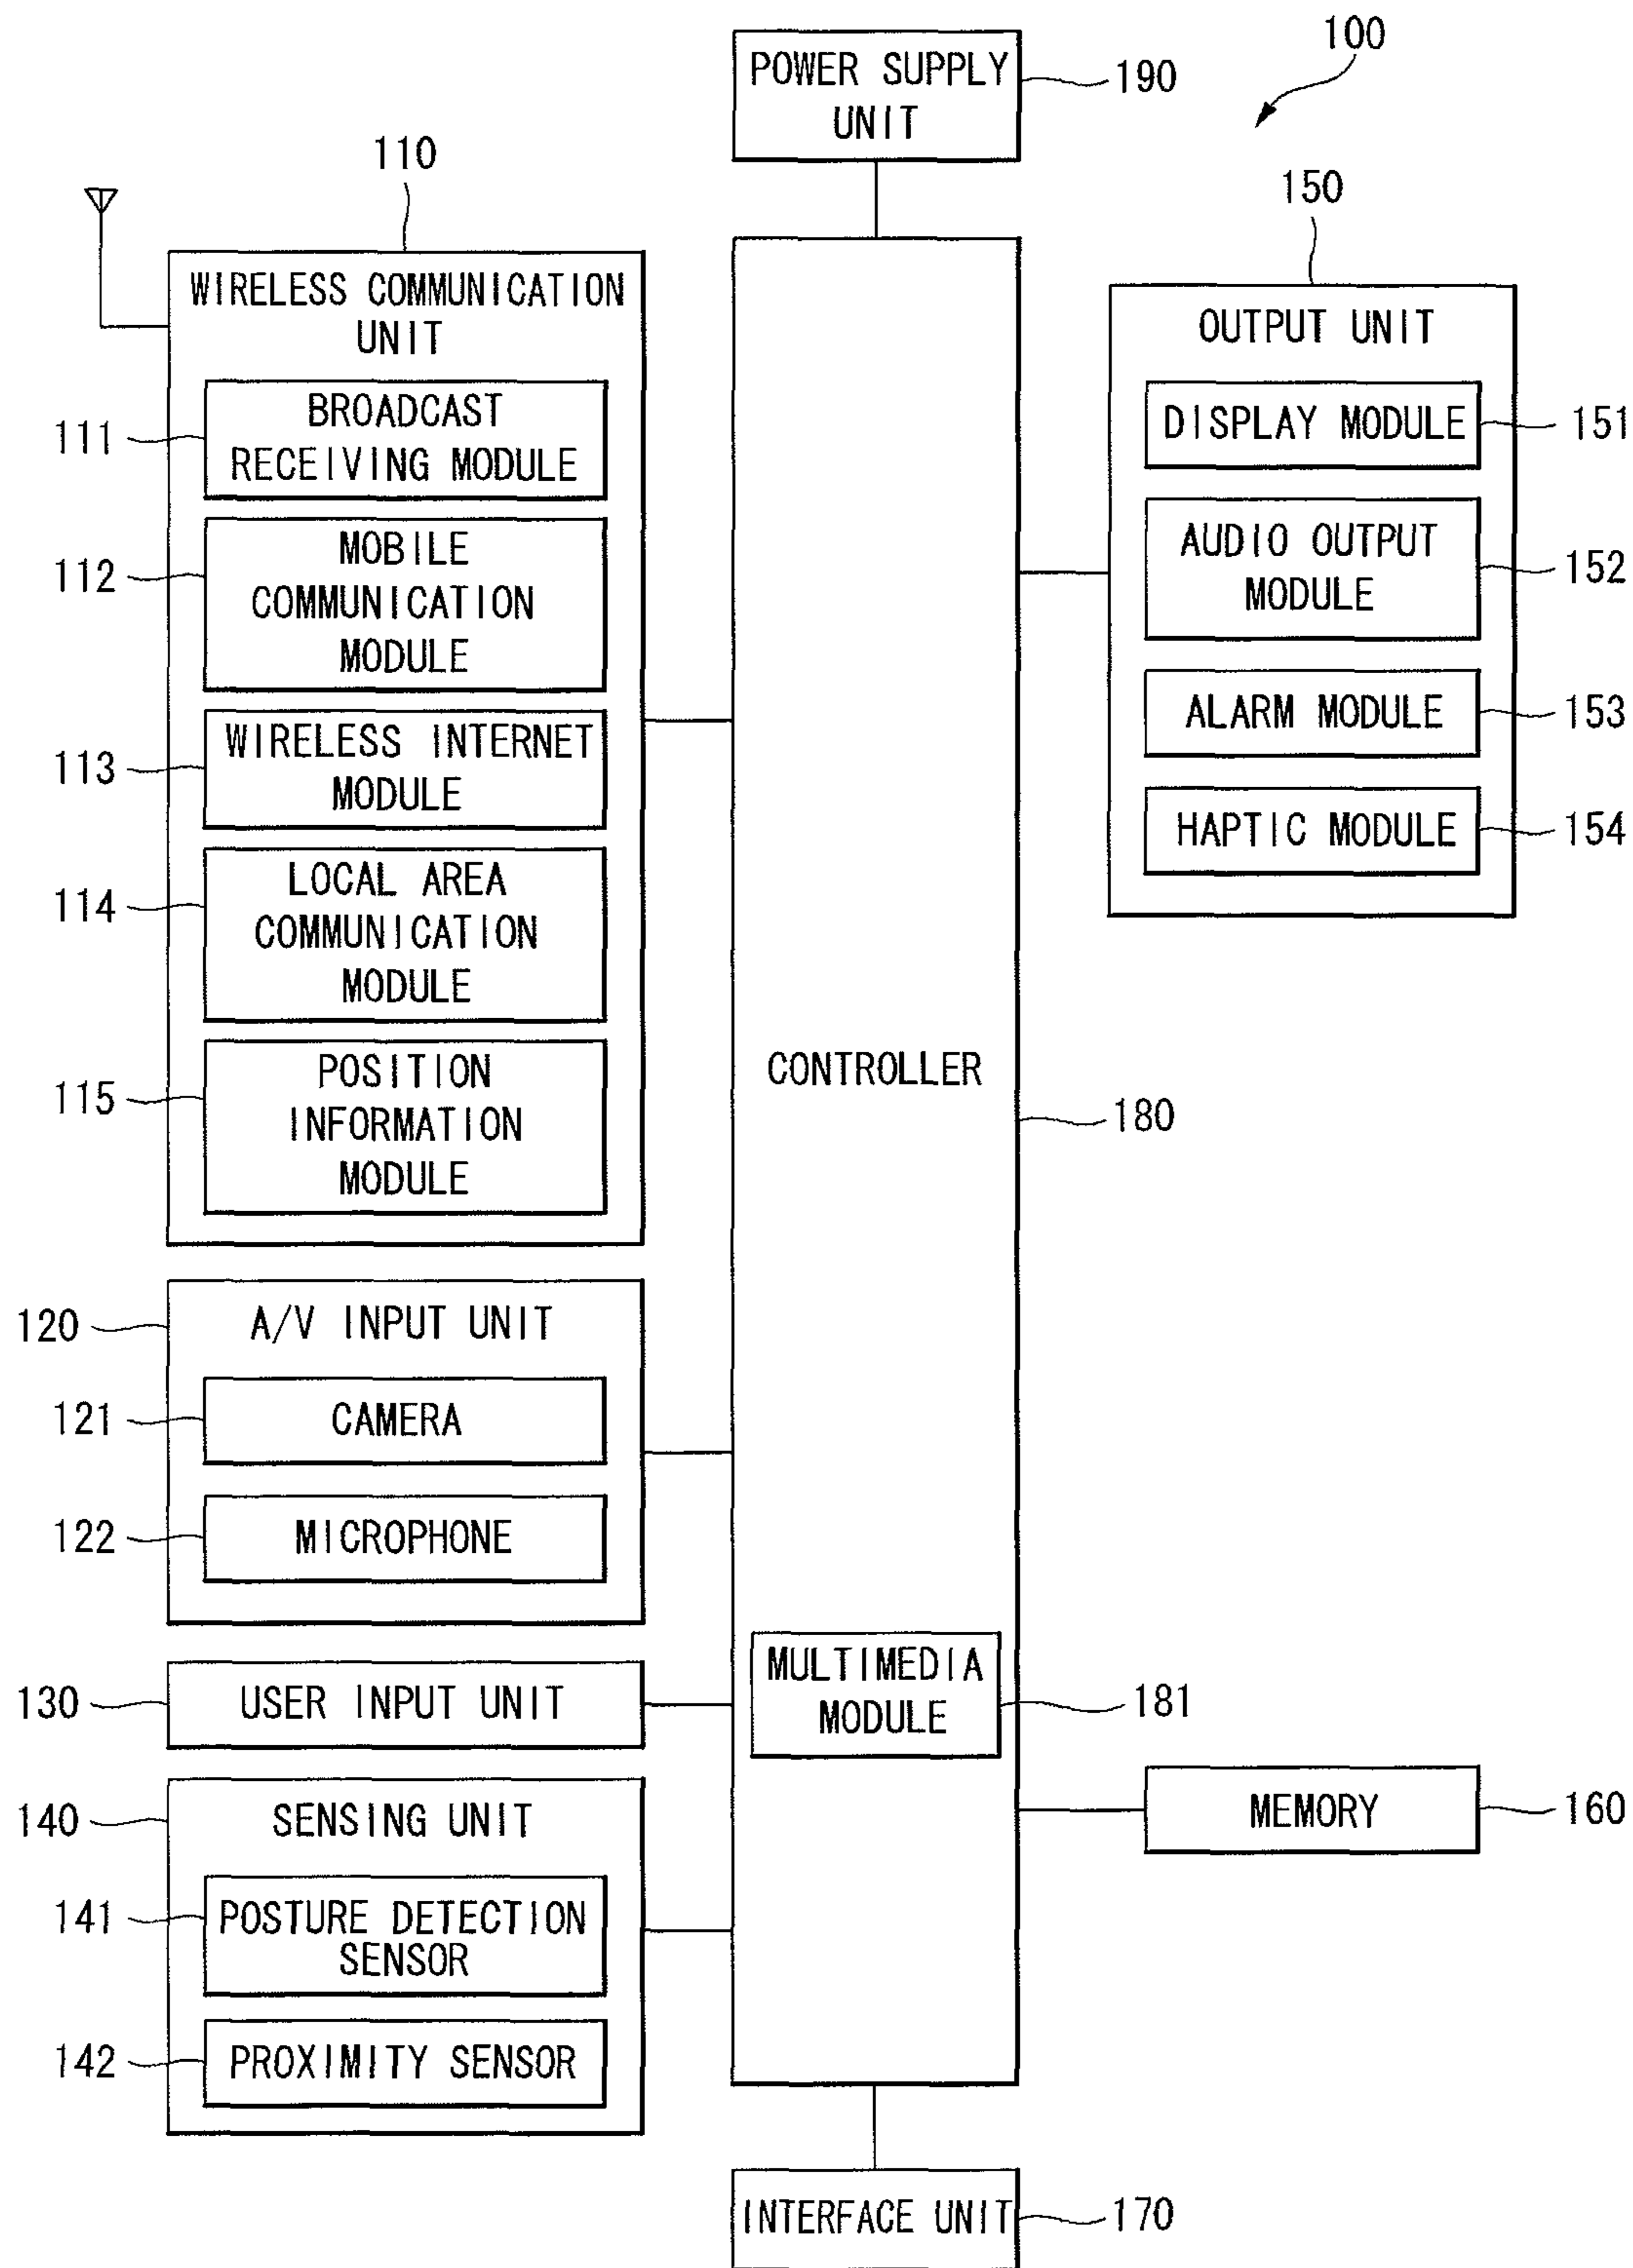 100
POWER SUPPLY
UNIT
190
110
150
WIRELESS COMMUNICATION
UNIT
BROADCAST
RECEIVING MODULE
111
MOBILE
COMMUNICATION
MODULE
112
WIRELESS INTERNET
MODULE
113
LOCAL AREA
COMMUNICATION
MODULE
114
POSITION
INFORMATION
MODULE
115
OUTPUT UNIT
DISPLAY MODULE
151
AUDIO OUTPUT
MODULE
152
ALARM MODULE
153
HAPTIC MODULE
154
CONTROLLER
180
120
A/V INPUT UNIT
121
CAMERA
122
MICROPHONE
130
USER INPUT UNIT
MULTIMEDIA
MODULE
181
140
SENSING UNIT
141
POSTURE DETECTION
SENSOR
142
PROXIMITY SENSOR
MEMORY
160
INTERFACE UNIT
170